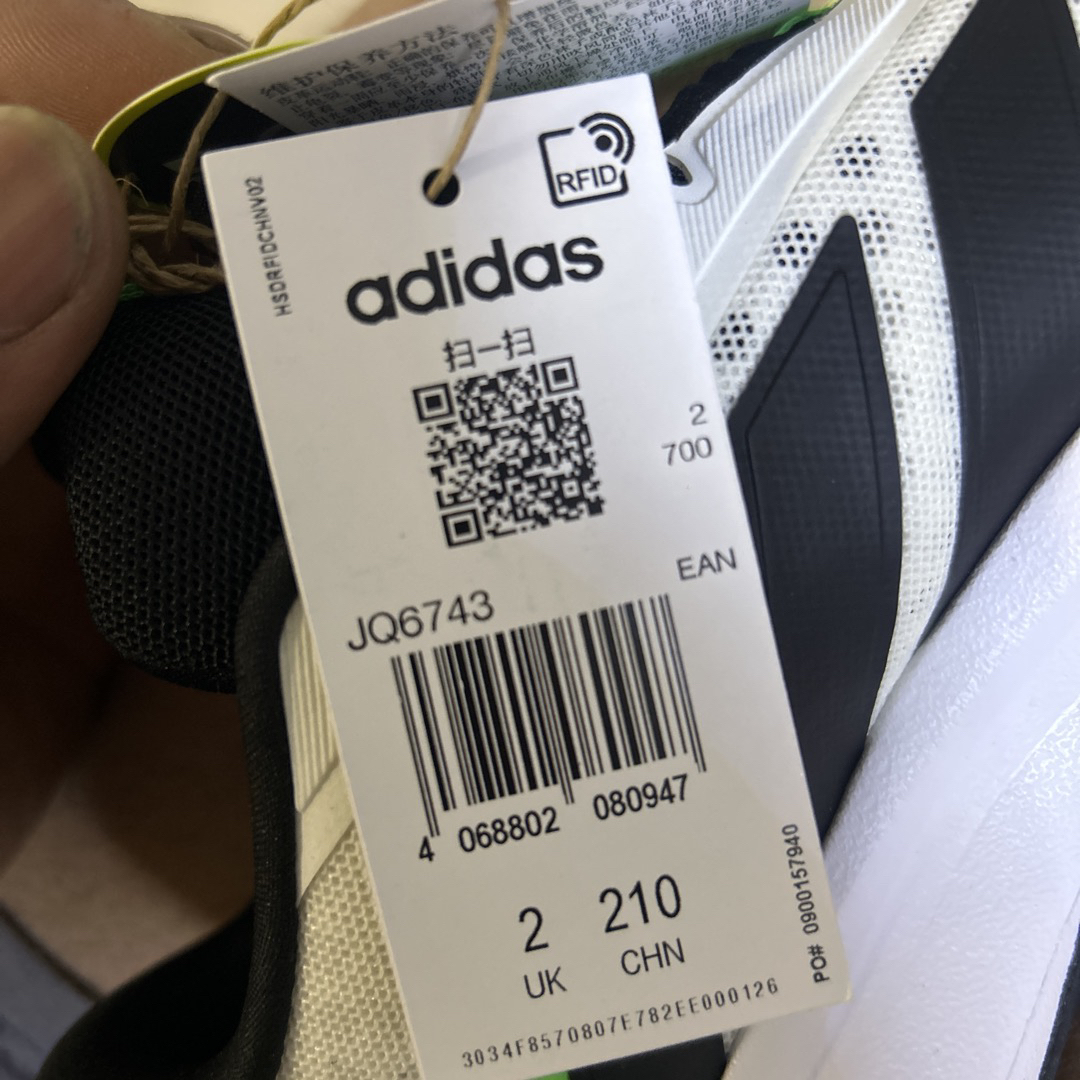 维护保养方法
RFID
HSDRFIDCHNV02
adidas
扫一扫
2
700
EAN
JQ6743
4 068802 080947
2 210
UK CHN
PO# 0900157940
3034F8570807E782EE000126